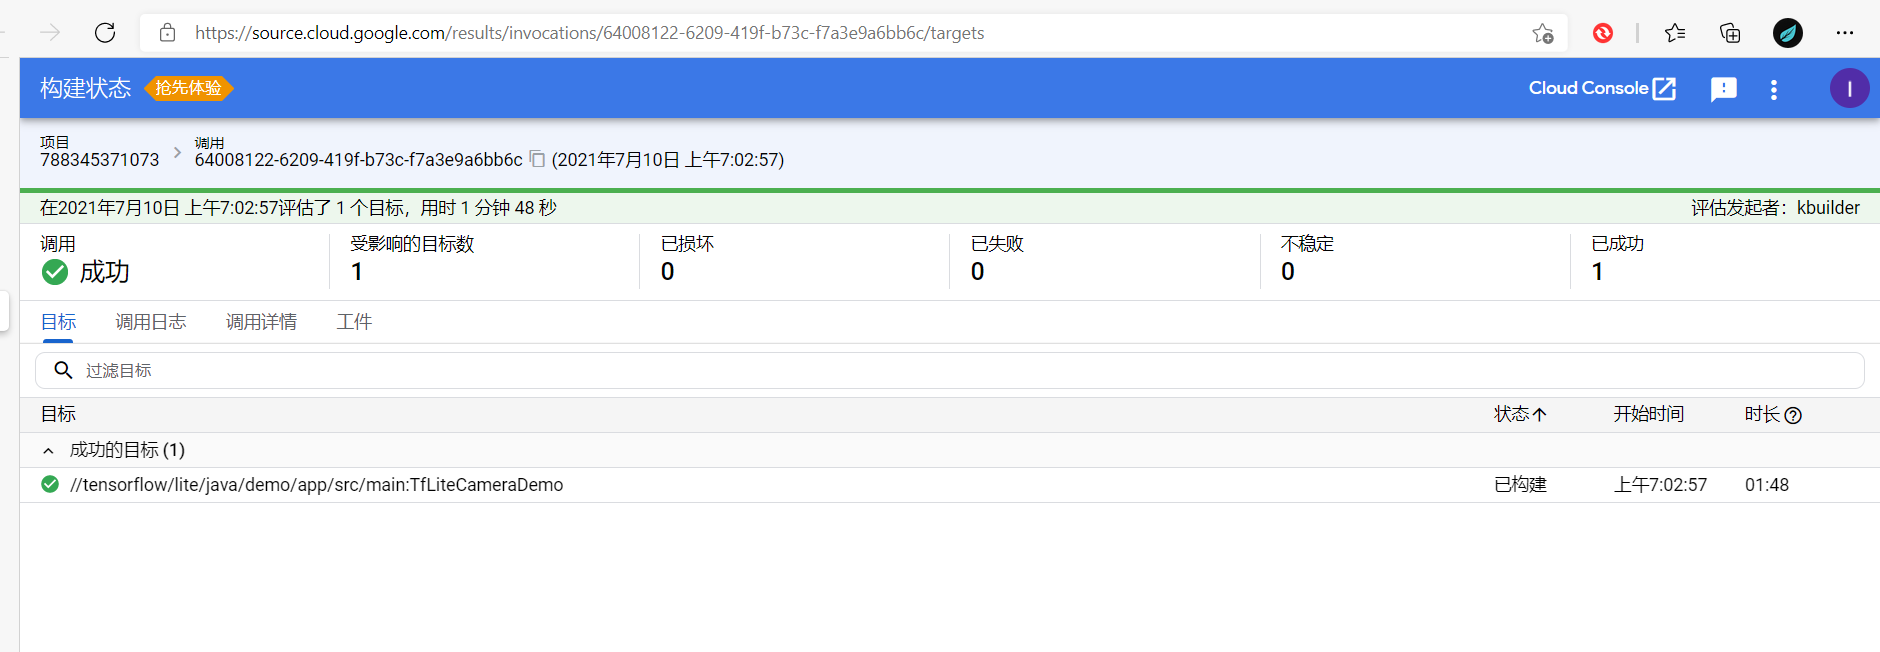 https://source.cloud.google.com/results/invocations/64008122-6209-419f-b73c-f7a3e9a6bb6c/targets
构建状态 抢先体验 Cloud Console I
项目 调用
788345371073 64008122-6209-419f-b73c-f7a3e9a6bb6c (2021年7月10日 上午7:02:57)
在2021年7月10日 上午7:02:57评估了 1 个目标，用时 1 分钟 48 秒 评估发起者：kbuilder
调用 受影响的目标数 已损坏 已失败 不稳定 已成功
成功 1 0 0 0 1
目标 调用日志 调用详情 工件
过滤目标
目标 状态 开始时间 时长
成功的目标 (1)
//tensorflow/lite/java/demo/app/src/main:TfLiteCameraDemo 已构建 上午7:02:57 01:48